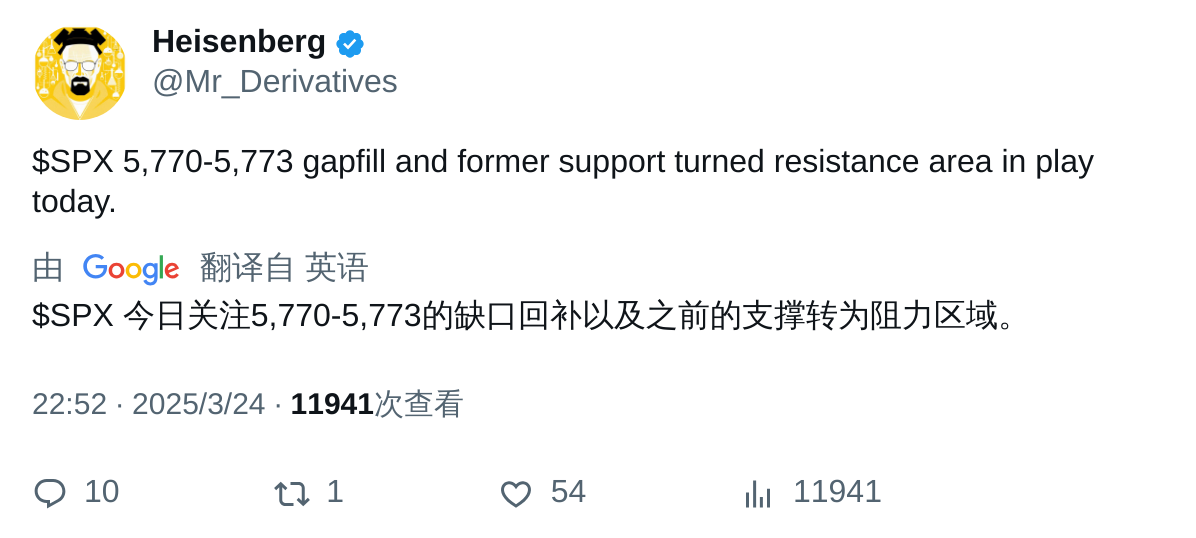 Heisenberg
@Mr_Derivatives
$SPX 5,770-5,773 gapfill and former support turned resistance area in play
today.
由 Google 翻译自 英语
$SPX 今日关注5,770-5,773的缺口回补以及之前的支撑转为阻力区域。
22:52 · 2025/3/24 · 11941次查看
10 1 54 11941